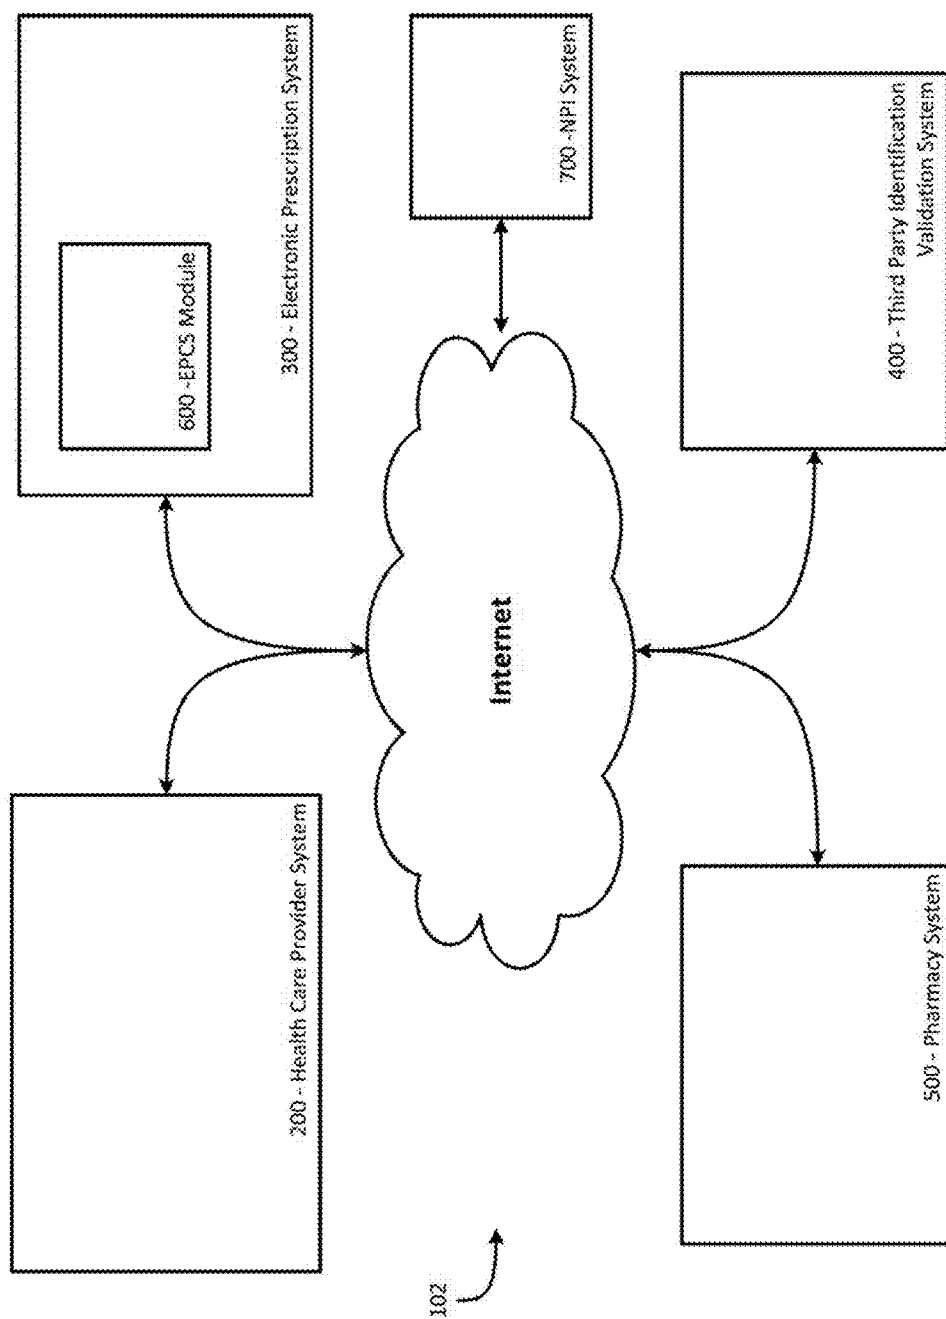 200 - Health Care Provider System
600 -EPCS Module
300 - Electronic Prescription System
102
Internet
700 -NPI System
500 - Pharmacy System
400 - Third Party Identification
Validation System